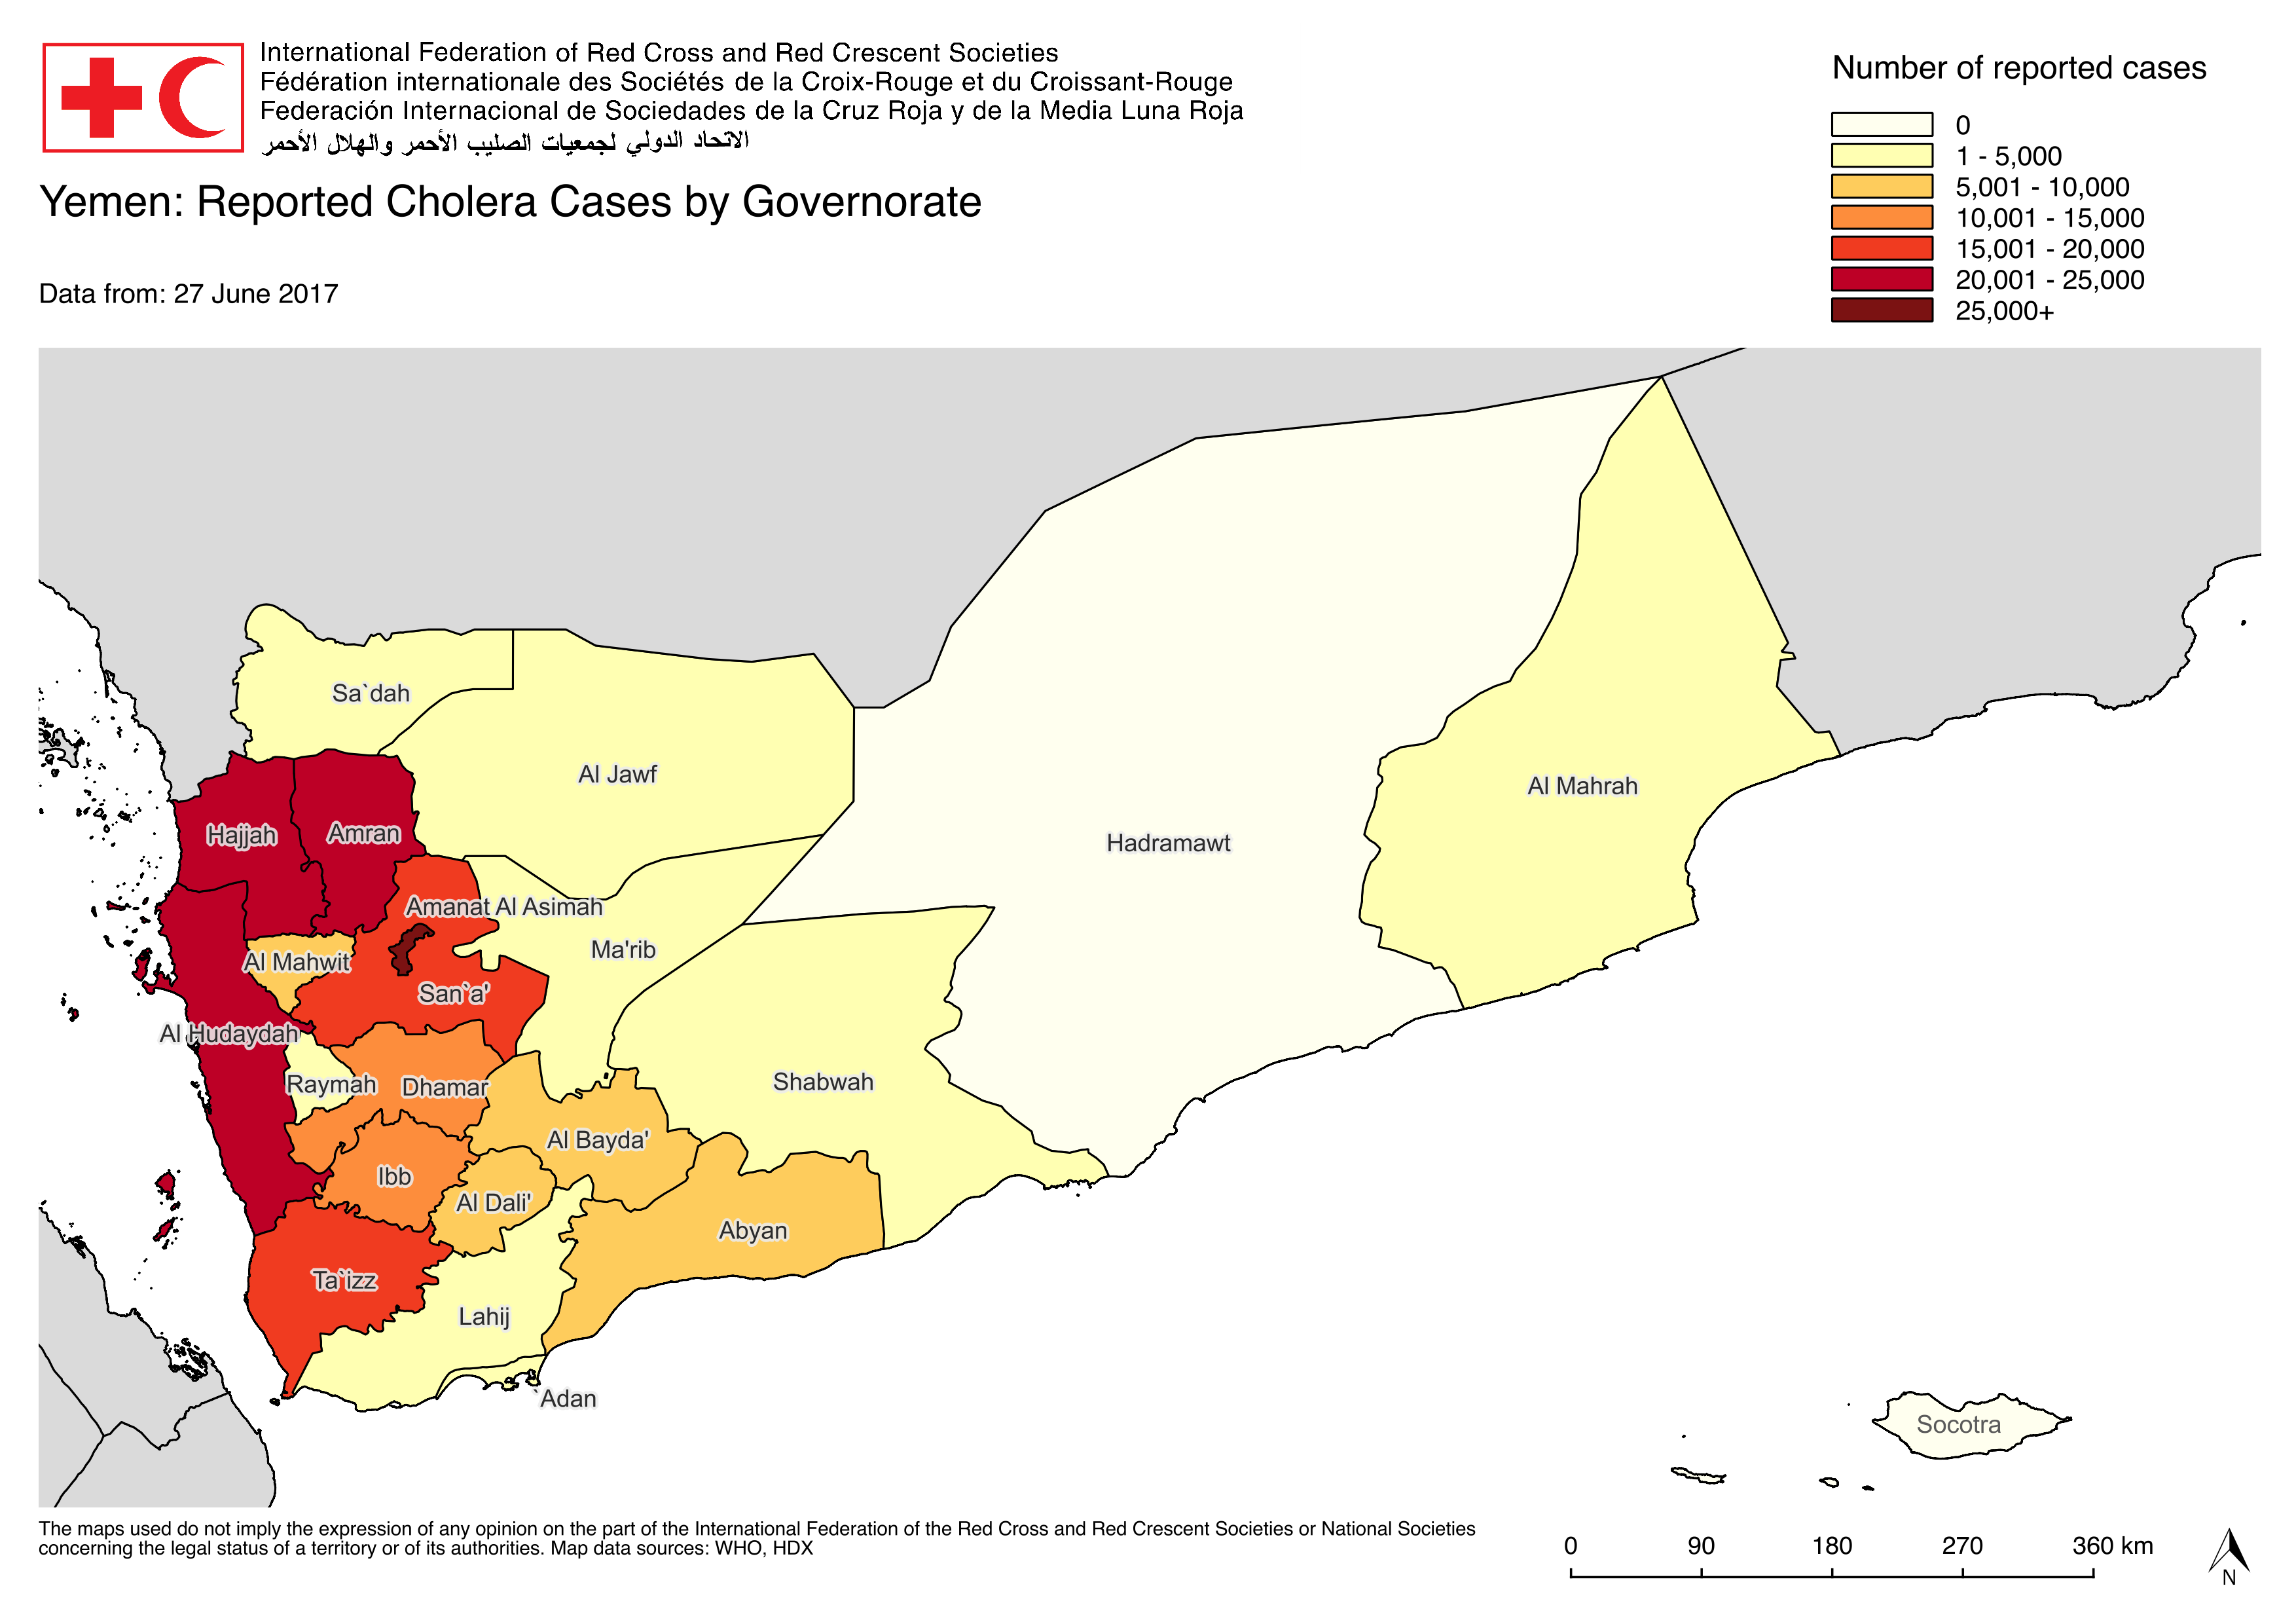 International Federation of Red Cross and Red Crescent Societies
Fédération internationale des Sociétés de la Croix-Rouge et du Croissant-Rouge
Federación Internacional de Sociedades de la Cruz Roja y de la Media Luna Roja
الاتحاد الدولي لجمعيات الصليب الأحمر والهلال الأحمر
Yemen: Reported Cholera Cases by Governorate
Data from: 27 June 2017
Number of reported cases
0
1 - 5,000
5,001 - 10,000
10,001 - 15,000
15,001 - 20,000
20,001 - 25,000
25,000+
Sa`dah
Al Jawf
Al Mahrah
Hajjah
Amran
Hadramawt
Amanat Al Asimah
Ma'rib
Al Mahwit
San`a'
Al Hudaydah
Raymah
Dhamar
Shabwah
Al Bayda'
Ibb
Al Dali'
Abyan
Ta`izz
Lahij
`Adan
Socotra
The maps used do not imply the expression of any opinion on the part of the International Federation of the Red Cross and Red Crescent Societies or National Societies
concerning the legal status of a territory or of its authorities. Map data sources: WHO, HDX
0 90 180 270 360 km
N